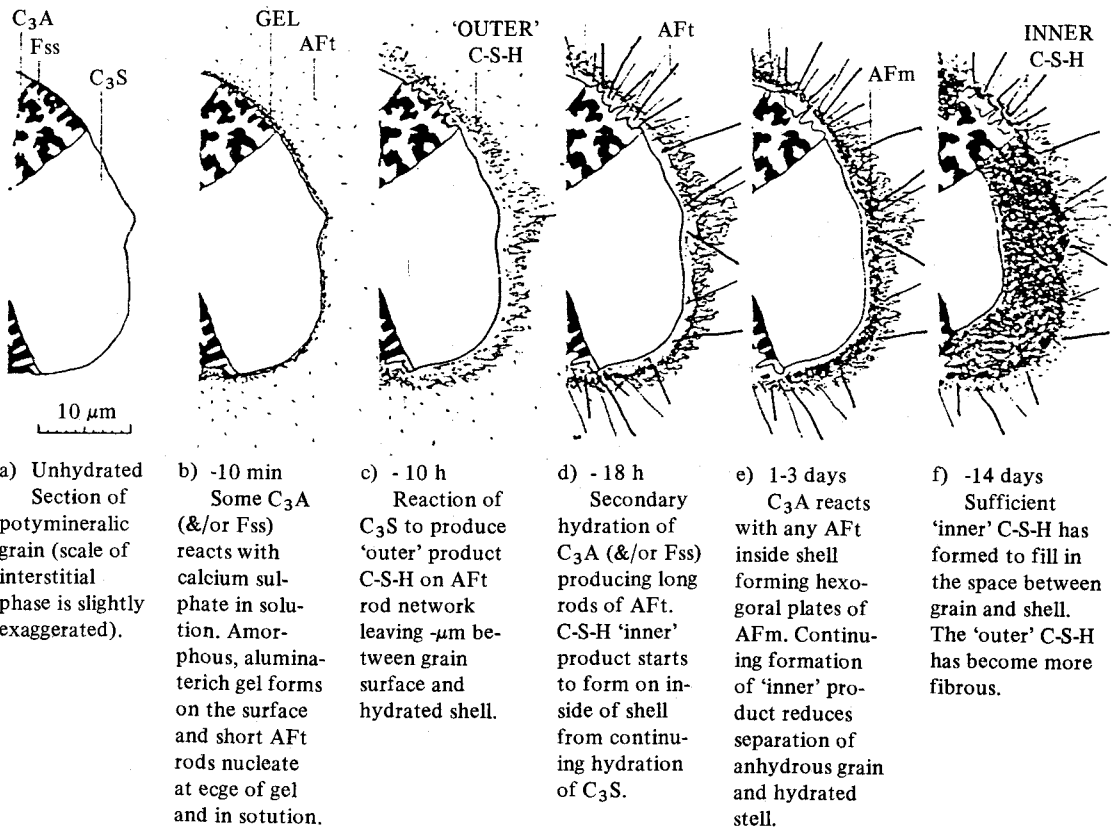 C₃A
Fss
C₃S
GEL
AFt
'OUTER'
C-S-H
AFt
AFm
INNER
C-S-H
10 μm
a) Unhydrated
Section of
potymineralic
grain (scale of
interstitial
phase is slightly
exaggerated).
b) -10 min
Some C₃A
(&/or Fss)
reacts with
calcium sul-
phate in solu-
tion. Amor-
phous, alumina-
terich gel forms
on the surface
and short AFt
rods nucleate
at ecge of gel
and in sotution.
c) - 10 h
Reaction of
C₃S to produce
'outer' product
C-S-H on AFt
rod network
leaving -μm be-
tween grain
surface and
hydrated shell.
d) - 18 h
Secondary
hydration of
C₃A (&/or Fss)
producing long
rods of AFt.
C-S-H 'inner'
product starts
to form on in-
side of shell
from continu-
ing hydration
of C₃S.
e) 1-3 days
C₃A reacts
with any AFt
inside shell
forming hexo-
goral plates of
AFm. Continu-
ing formation
of 'inner' pro-
duct reduces
separation of
anhydrous grain
and hydrated
stell.
f) -14 days
Sufficient
'inner' C-S-H has
formed to fill in
the space between
grain and shell.
The 'outer' C-S-H
has become more
fibrous.